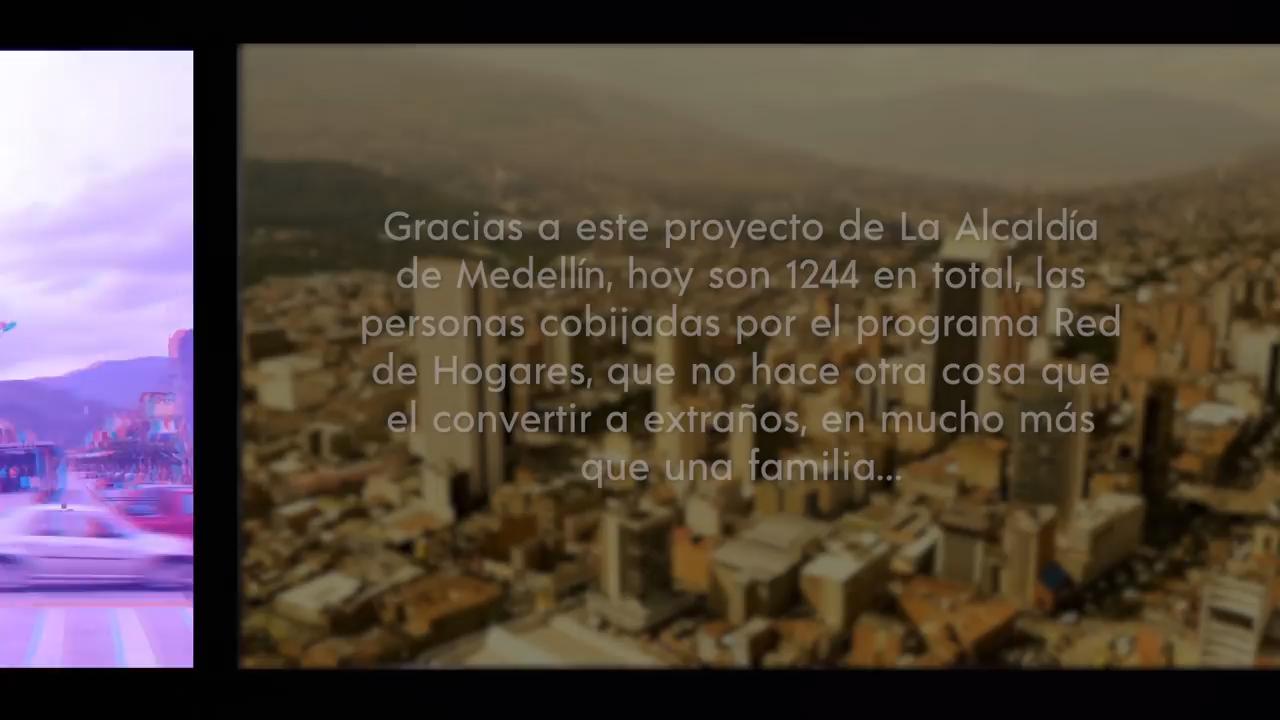 Gracias a este proyecto de La Alcaldía
de Medellín, hoy son 1244 en total, las
personas cobijadas por el programa Red
de Hogares, que no hace otra cosa que
el convertir a extraños, en mucho más
que una familia...